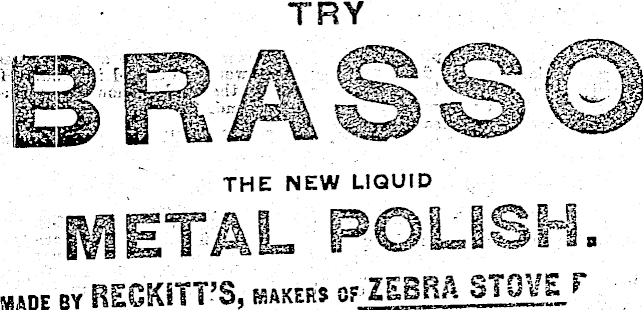 TRY
BRASSO
THE NEW LIQUID
METAL POLISH.
MADE BY RECKITT'S, MAKERS OF ZEBRA STOVE